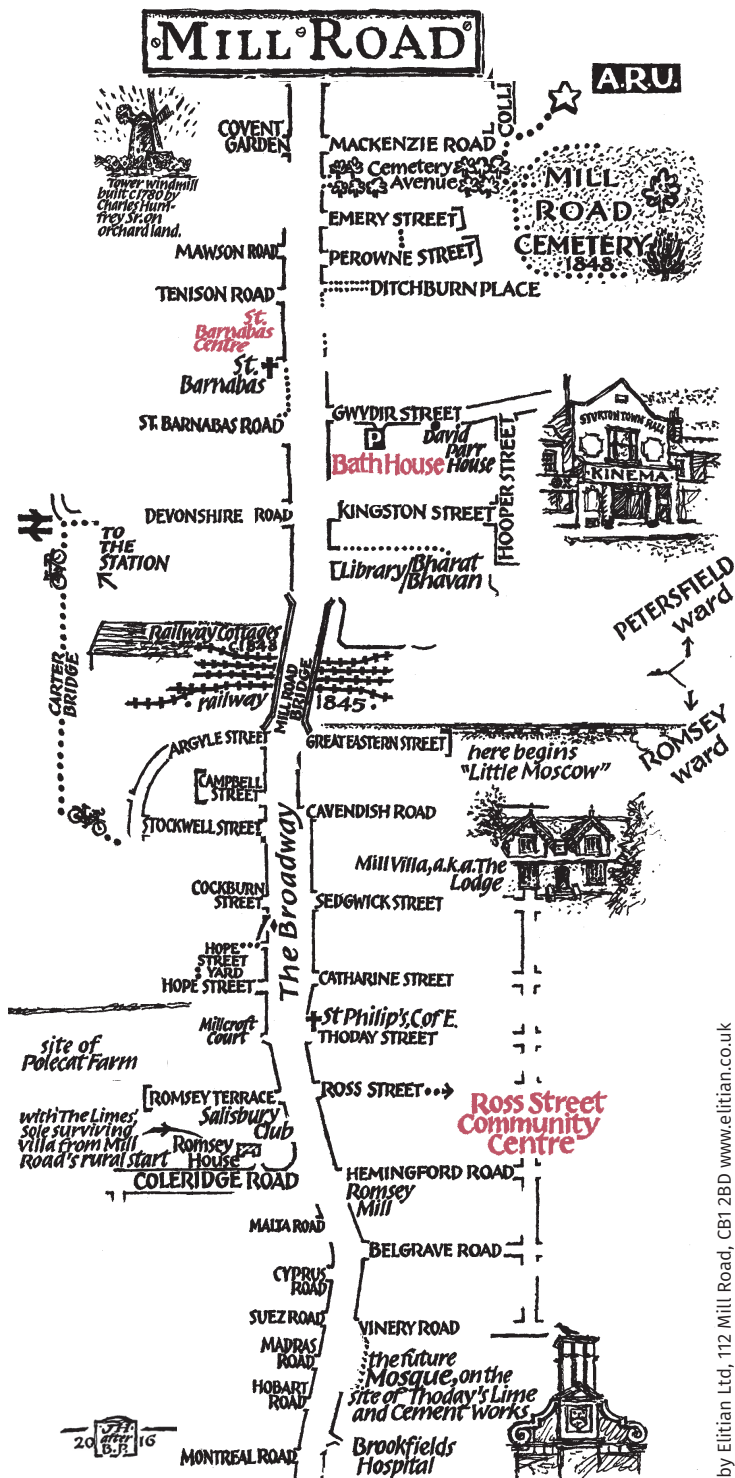 MILL ROAD
A.R.U.
COLLI
COVENT
GARDEN
MACKENZIE ROAD
Cemetery
Avenue
MILL
ROAD
CEMETERY
1848
Tower windmill
built c1780 by
Charles Hum-
frey Sr. on
orchard land.
EMERY STREET
MAWSON ROAD
PEROWNE STREET
TENISON ROAD
DITCHBURN PLACE
St.
Barnabas
Centre
St.
Barnabas
ST. BARNABAS ROAD
GWYDIR STREET
P
David
Parr
House
Bath House
HOOPER STREET
STURTON TOWN HALL
KINEMA
DEVONSHIRE ROAD
KINGSTON STREET
TO
THE
STATION
Library/Bharat
Bhavan
PETERSFIELD
ward
Railway Cottages
c.1848
CARTER
BRIDGE
railway
MILL ROAD
BRIDGE
1845.
ROMSEY
ward
ARGYLE STREET
GREAT EASTERN STREET
here begins
"Little Moscow"
CAMPBELL
STREET
CAVENDISH ROAD
STOCKWELL STREET
The Broadway
Mill Villa, a.k.a. The
Lodge
COCKBURN
STREET
SEDGWICK STREET
HOPE
STREET
YARD
HOPE STREET
CATHARINE STREET
Millcroft
Court
St Philip's, C of E.
THODAY STREET
site of
Polecat Farm
ROMSEY TERRACE
ROSS STREET
Ross Street
Community
Centre
Salisbury
Club
with 'The Limes',
sole surviving
villa from Mill
Road's rural start
Romsey
House
COLERIDGE ROAD
HEMINGFORD ROAD
Romsey
Mill
MALTA ROAD
BELGRAVE ROAD
CYPRUS
ROAD
SUEZ ROAD
VINERY ROAD
MADRAS
ROAD
the future
Mosque, on the
site of Thoday's Lime
and Cement works
HOBART
ROAD
J.H.
after
B.P.
20 16
MONTREAL ROAD
Brookfields
Hospital
by Elitian Ltd, 112 Mill Road, CB1 2BD www.elitian.co.uk